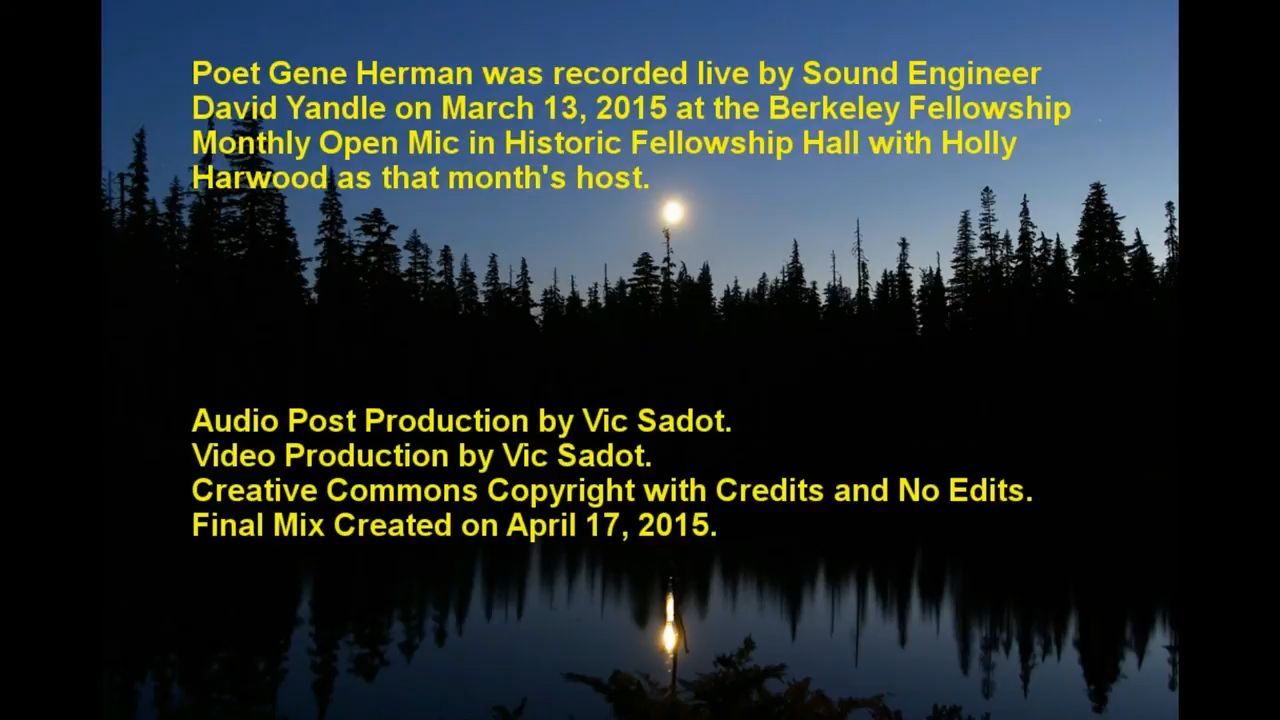 Poet Gene Herman was recorded live by Sound Engineer
David Yandle on March 13, 2015 at the Berkeley Fellowship
Monthly Open Mic in Historic Fellowship Hall with Holly
Harwood as that month's host.
Audio Post Production by Vic Sadot.
Video Production by Vic Sadot.
Creative Commons Copyright with Credits and No Edits.
Final Mix Created on April 17, 2015.